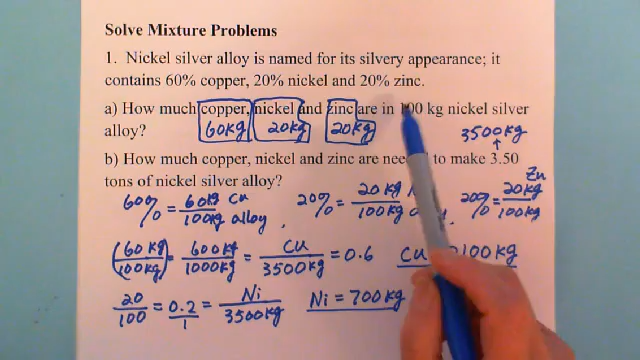 Solve Mixture Problems
1. Nickel silver alloy is named for its silvery appearance; it
contains 60% copper, 20% nickel and 20% zinc.
a) How much copper, nickel and zinc are in 100 kg nickel silver
alloy? 60kg 20kg 20kg 3500kg
b) How much copper, nickel and zinc are to make 3.50
tons of nickel silver alloy?
60% = 60kg Cu / 100kg alloy, 20% = 20kg / 100kg, 20% = 20kg Zn / 100kg
(60kg / 100kg) = 600kg / 1000kg = Cu / 3500kg = 0.6 Cu 100kg
20 / 100 = 0.2 / 1 = Ni / 3500kg Ni = 700kg